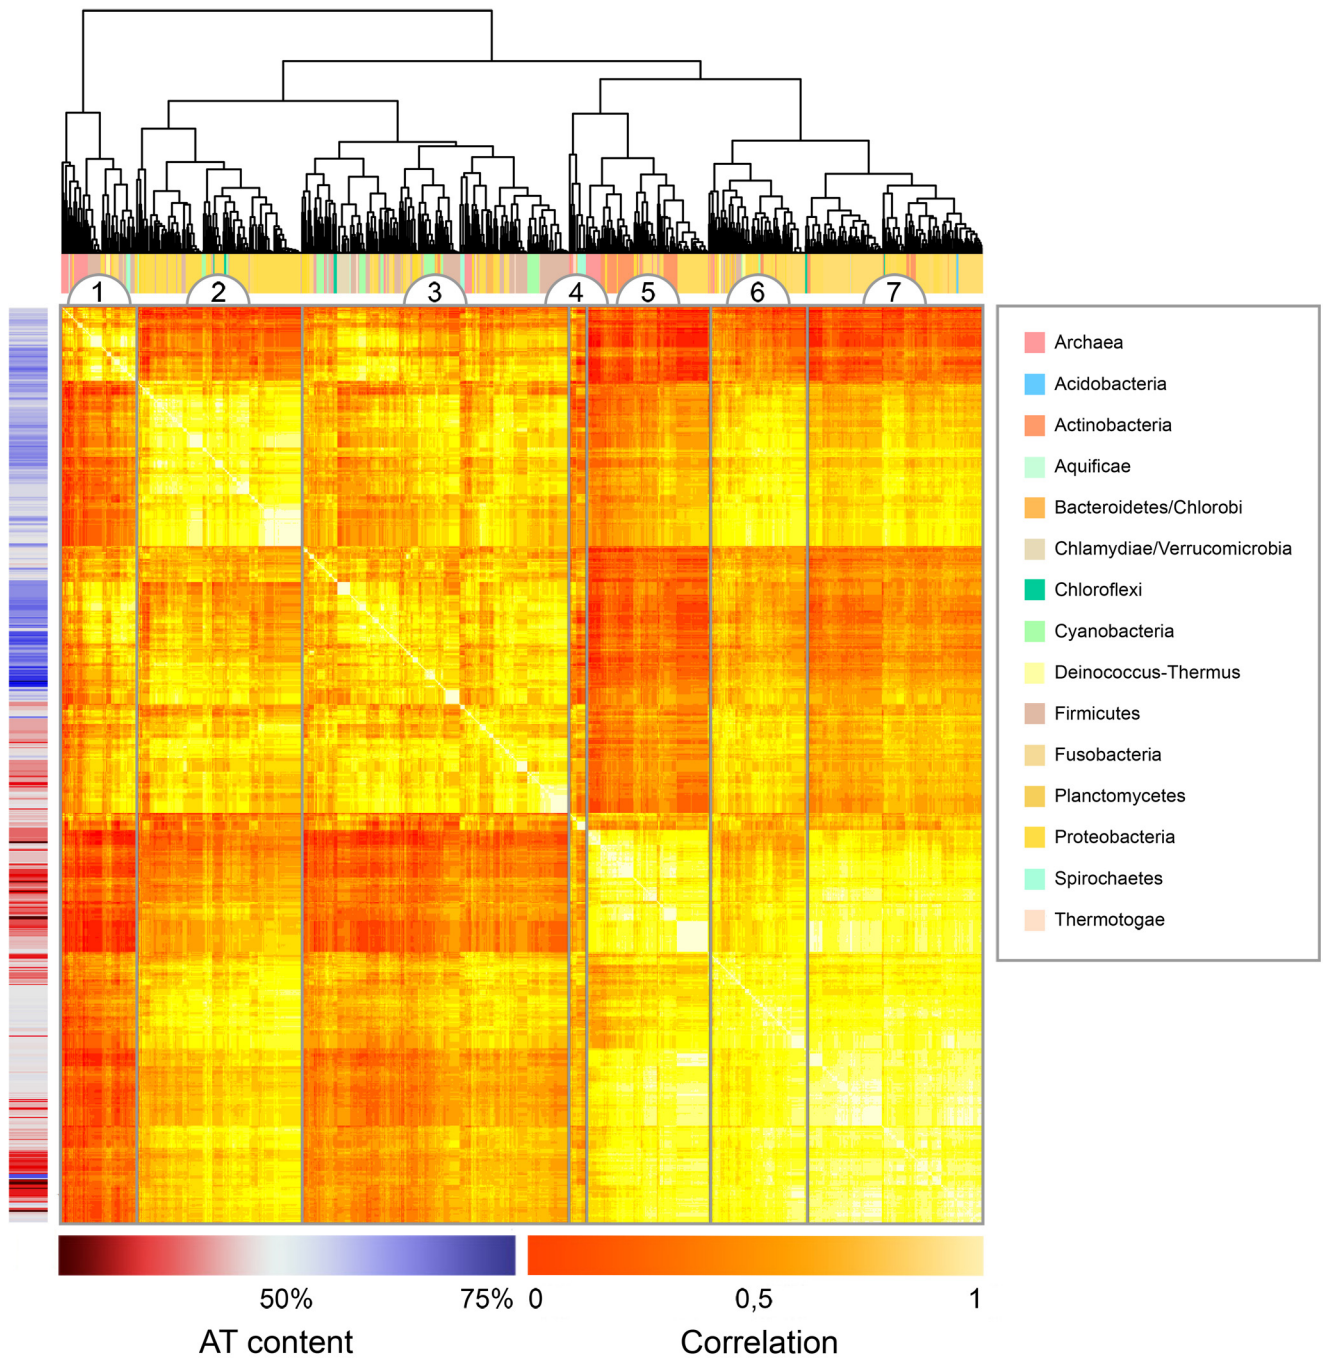 1 2 3 4 5 6 7
Archaea
Acidobacteria
Actinobacteria
Aquificae
Bacteroidetes/Chlorobi
Chlamydiae/Verrucomicrobia
Chloroflexi
Cyanobacteria
Deinococcus-Thermus
Firmicutes
Fusobacteria
Planctomycetes
Proteobacteria
Spirochaetes
Thermotogae
50% 75% 0 0,5 1
AT content Correlation